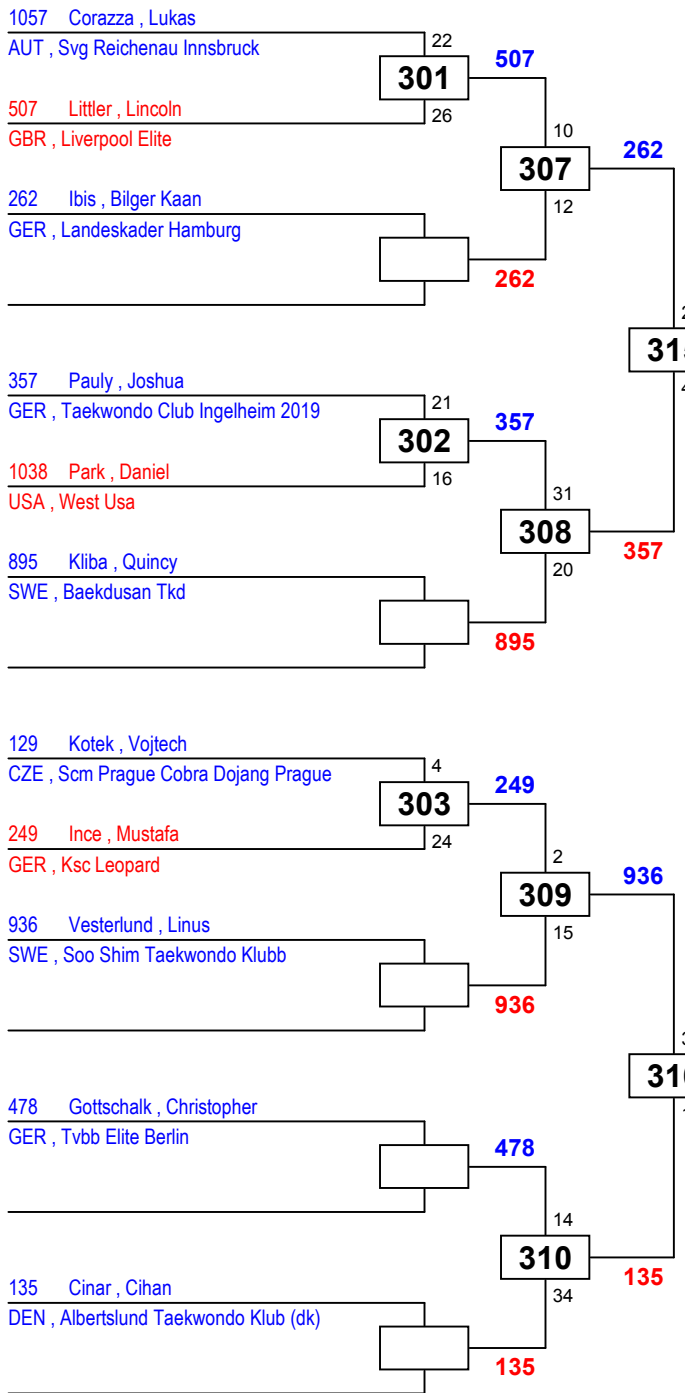 1057 Corazza , Lukas
AUT , Svg Reichenau Innsbruck
22
301
507
507 Littler , Lincoln
26
GBR , Liverpool Elite
10
307
262
12
262 Ibis , Bilger Kaan
GER , Landeskader Hamburg
262
357 Pauly , Joshua
GER , Taekwondo Club Ingelheim 2019
21
302
357
1038 Park , Daniel
16
USA , West Usa
31
308
357
20
895 Kliba , Quincy
SWE , Baekdusan Tkd
895
129 Kotek , Vojtech
CZE , Scm Prague Cobra Dojang Prague
4
303
249
249 Ince , Mustafa
24
GER , Ksc Leopard
2
309
936
15
936 Vesterlund , Linus
SWE , Soo Shim Taekwondo Klubb
936
478 Gottschalk , Christopher
GER , Tvbb Elite Berlin
478
14
310
135
34
135 Cinar , Cihan
DEN , Albertslund Taekwondo Klub (dk)
135